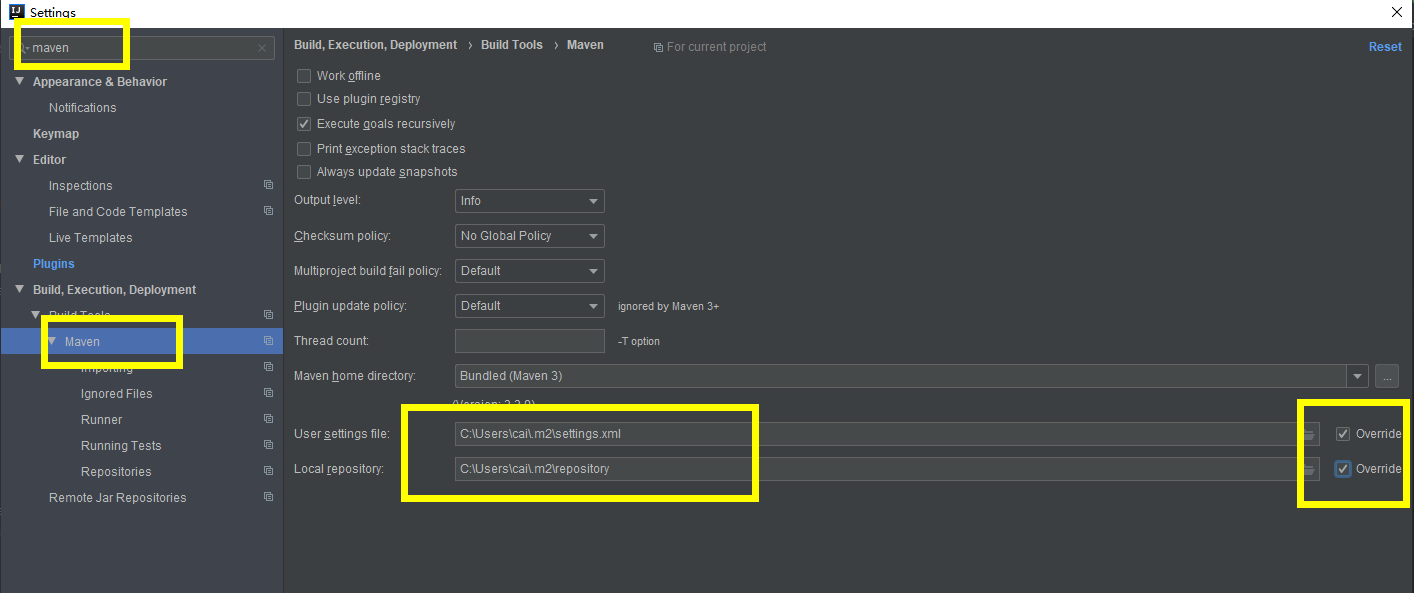 Settings
maven
Appearance & Behavior
Notifications
Keymap
Editor
Inspections
File and Code Templates
Live Templates
Plugins
Build, Execution, Deployment
Build Tools
Maven
Importing
Ignored Files
Runner
Running Tests
Repositories
Remote Jar Repositories
Build, Execution, Deployment › Build Tools › Maven For current project Reset
Work offline
Use plugin registry
Execute goals recursively
Print exception stack traces
Always update snapshots
Output level: Info
Checksum policy: No Global Policy
Multiproject build fail policy: Default
Plugin update policy: Default ignored by Maven 3+
Thread count: -T option
Maven home directory: Bundled (Maven 3) ...
User settings file: C:\Users\cai\.m2\settings.xml Override
Local repository: C:\Users\cai\.m2\repository Override